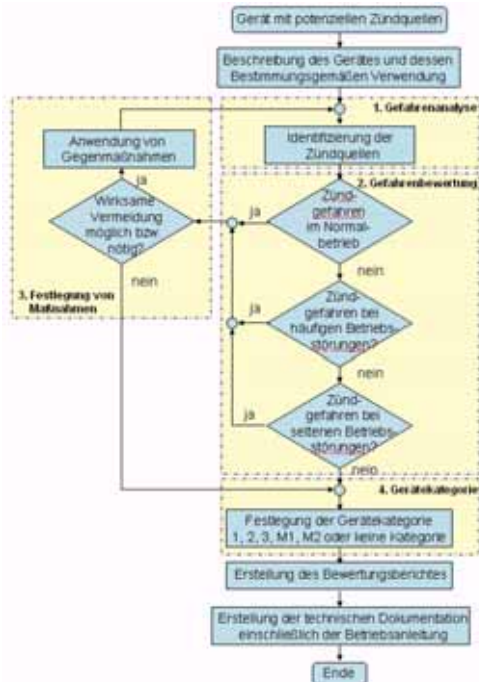 Gerät mit potenziellen Zündquellen
Beschreibung des Gerätes und dessen
Bestimmungsgemäßen Verwendung
1. Gefahrenanalyse
Identifizierung der
Zündquellen
Anwendung von
Gegenmaßnahmen
ja
Wirksame
Vermeidung
möglich bzw
nötig?
nein
3. Festlegung von
Maßnahmen
2. Gefahrenbewertung
Zünd-
gefahren
im Normal-
betrieb
ja
nein
Zünd-
gefahren bei
häufigen Betriebs-
störungen?
ja
nein
Zünd-
gefahren bei
seltenen Betriebs-
störungen?
ja
nein
4. Gerätekategorie
Festlegung der Gerätekategorie
1, 2, 3, M1, M2 oder keine Kategorie
Erstellung des Bewertungsberichtes
Erstellung der technischen Dokumentation
einschließlich der Betriebsanleitung
Ende